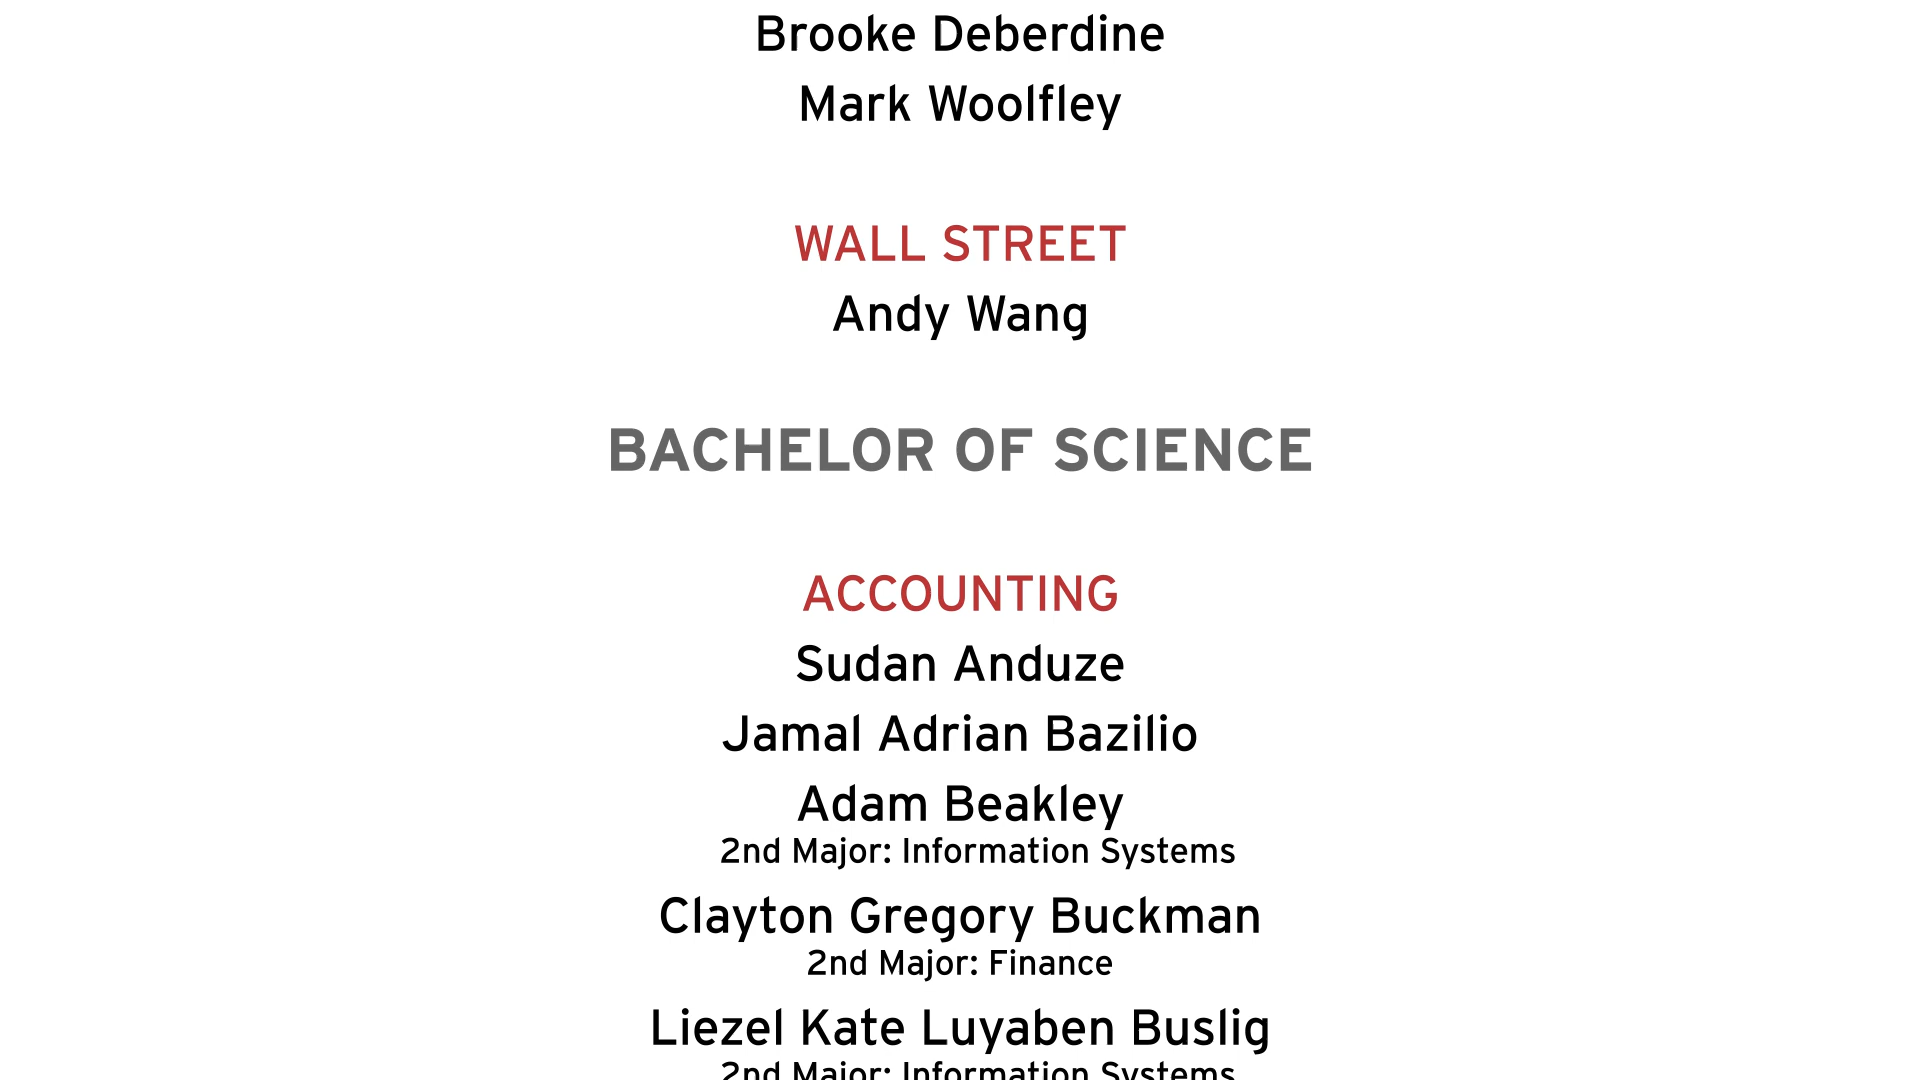 Brooke Deberdine
Mark Woolfley
WALL STREET
Andy Wang
BACHELOR OF SCIENCE
ACCOUNTING
Sudan Anduze
Jamal Adrian Bazilio
Adam Beakley
2nd Major: Information Systems
Clayton Gregory Buckman
2nd Major: Finance
Liezel Kate Luyaben Buslig
2nd Major: Information Systems